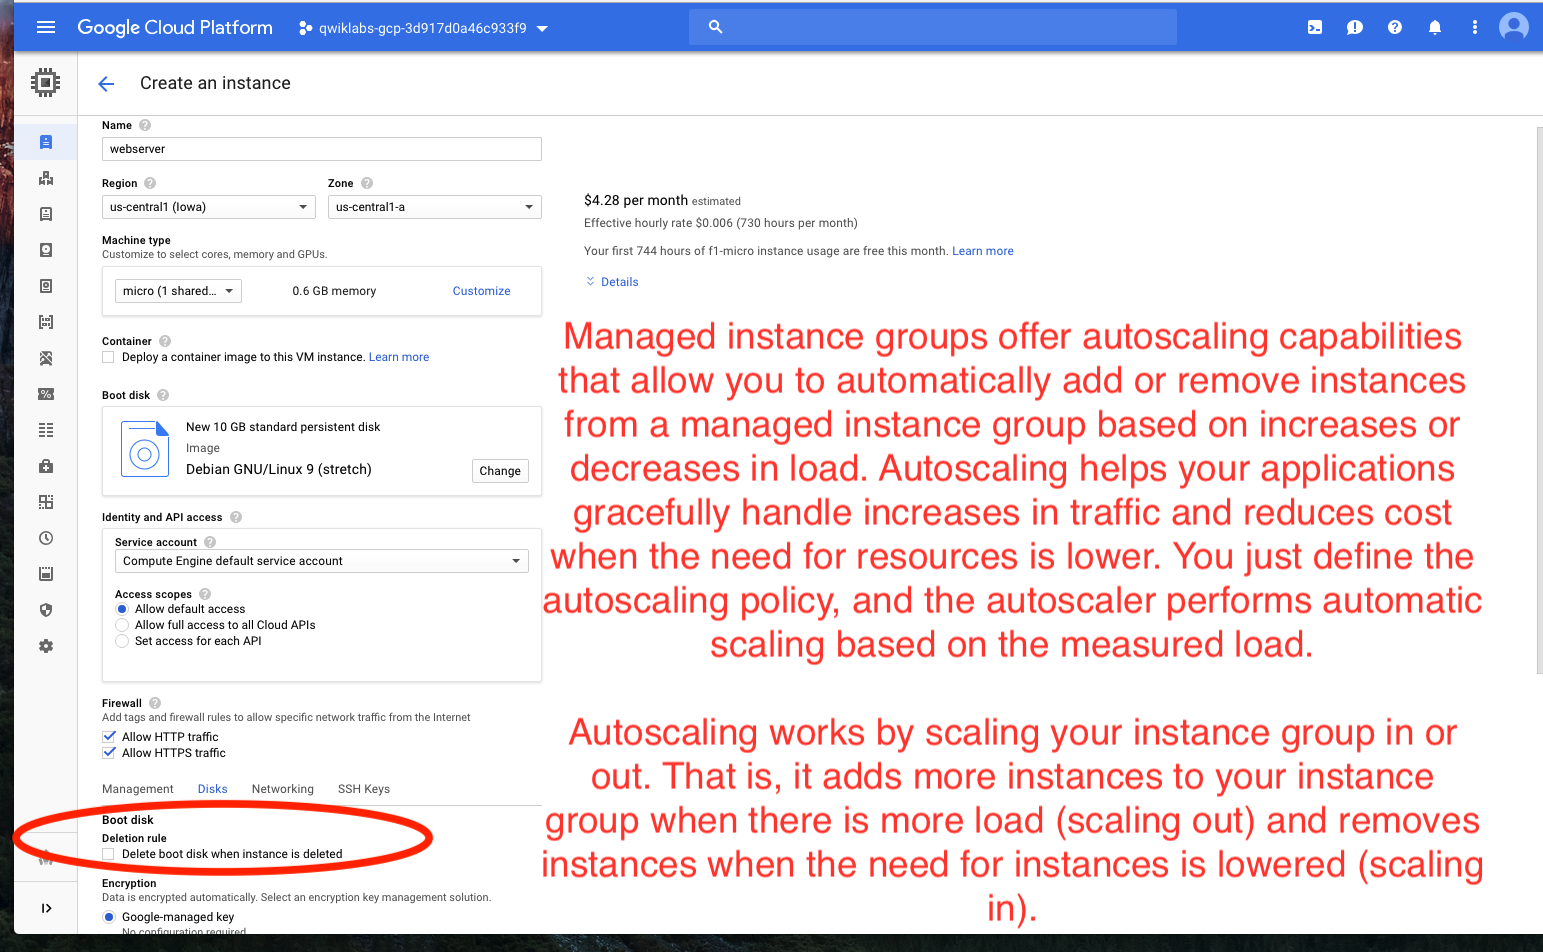 Google Cloud Platform
qwiklabs-gcp-3d917d0a46c933f9
Create an instance
Name
webserver
Region
Zone
us-central1 (Iowa)
us-central1-a
Machine type
Customize to select cores, memory and GPUs.
micro (1 shared...
0.6 GB memory
Customize
Container
Deploy a container image to this VM instance. Learn more
Boot disk
New 10 GB standard persistent disk
Image
Debian GNU/Linux 9 (stretch)
Change
Identity and API access
Service account
Compute Engine default service account
Access scopes
Allow default access
Allow full access to all Cloud APIs
Set access for each API
Firewall
Add tags and firewall rules to allow specific network traffic from the Internet
Allow HTTP traffic
Allow HTTPS traffic
Management
Disks
Networking
SSH Keys
Boot disk
Deletion rule
Delete boot disk when instance is deleted
Encryption
Data is encrypted automatically. Select an encryption key management solution.
Google-managed key
No configuration required
$4.28 per month estimated
Effective hourly rate $0.006 (730 hours per month)
Your first 744 hours of f1-micro instance usage are free this month. Learn more
Details
Managed instance groups offer autoscaling capabilities
that allow you to automatically add or remove instances
from a managed instance group based on increases or
decreases in load. Autoscaling helps your applications
gracefully handle increases in traffic and reduces cost
when the need for resources is lower. You just define the
autoscaling policy, and the autoscaler performs automatic
scaling based on the measured load.
Autoscaling works by scaling your instance group in or
out. That is, it adds more instances to your instance
group when there is more load (scaling out) and removes
instances when the need for instances is lowered (scaling
in).